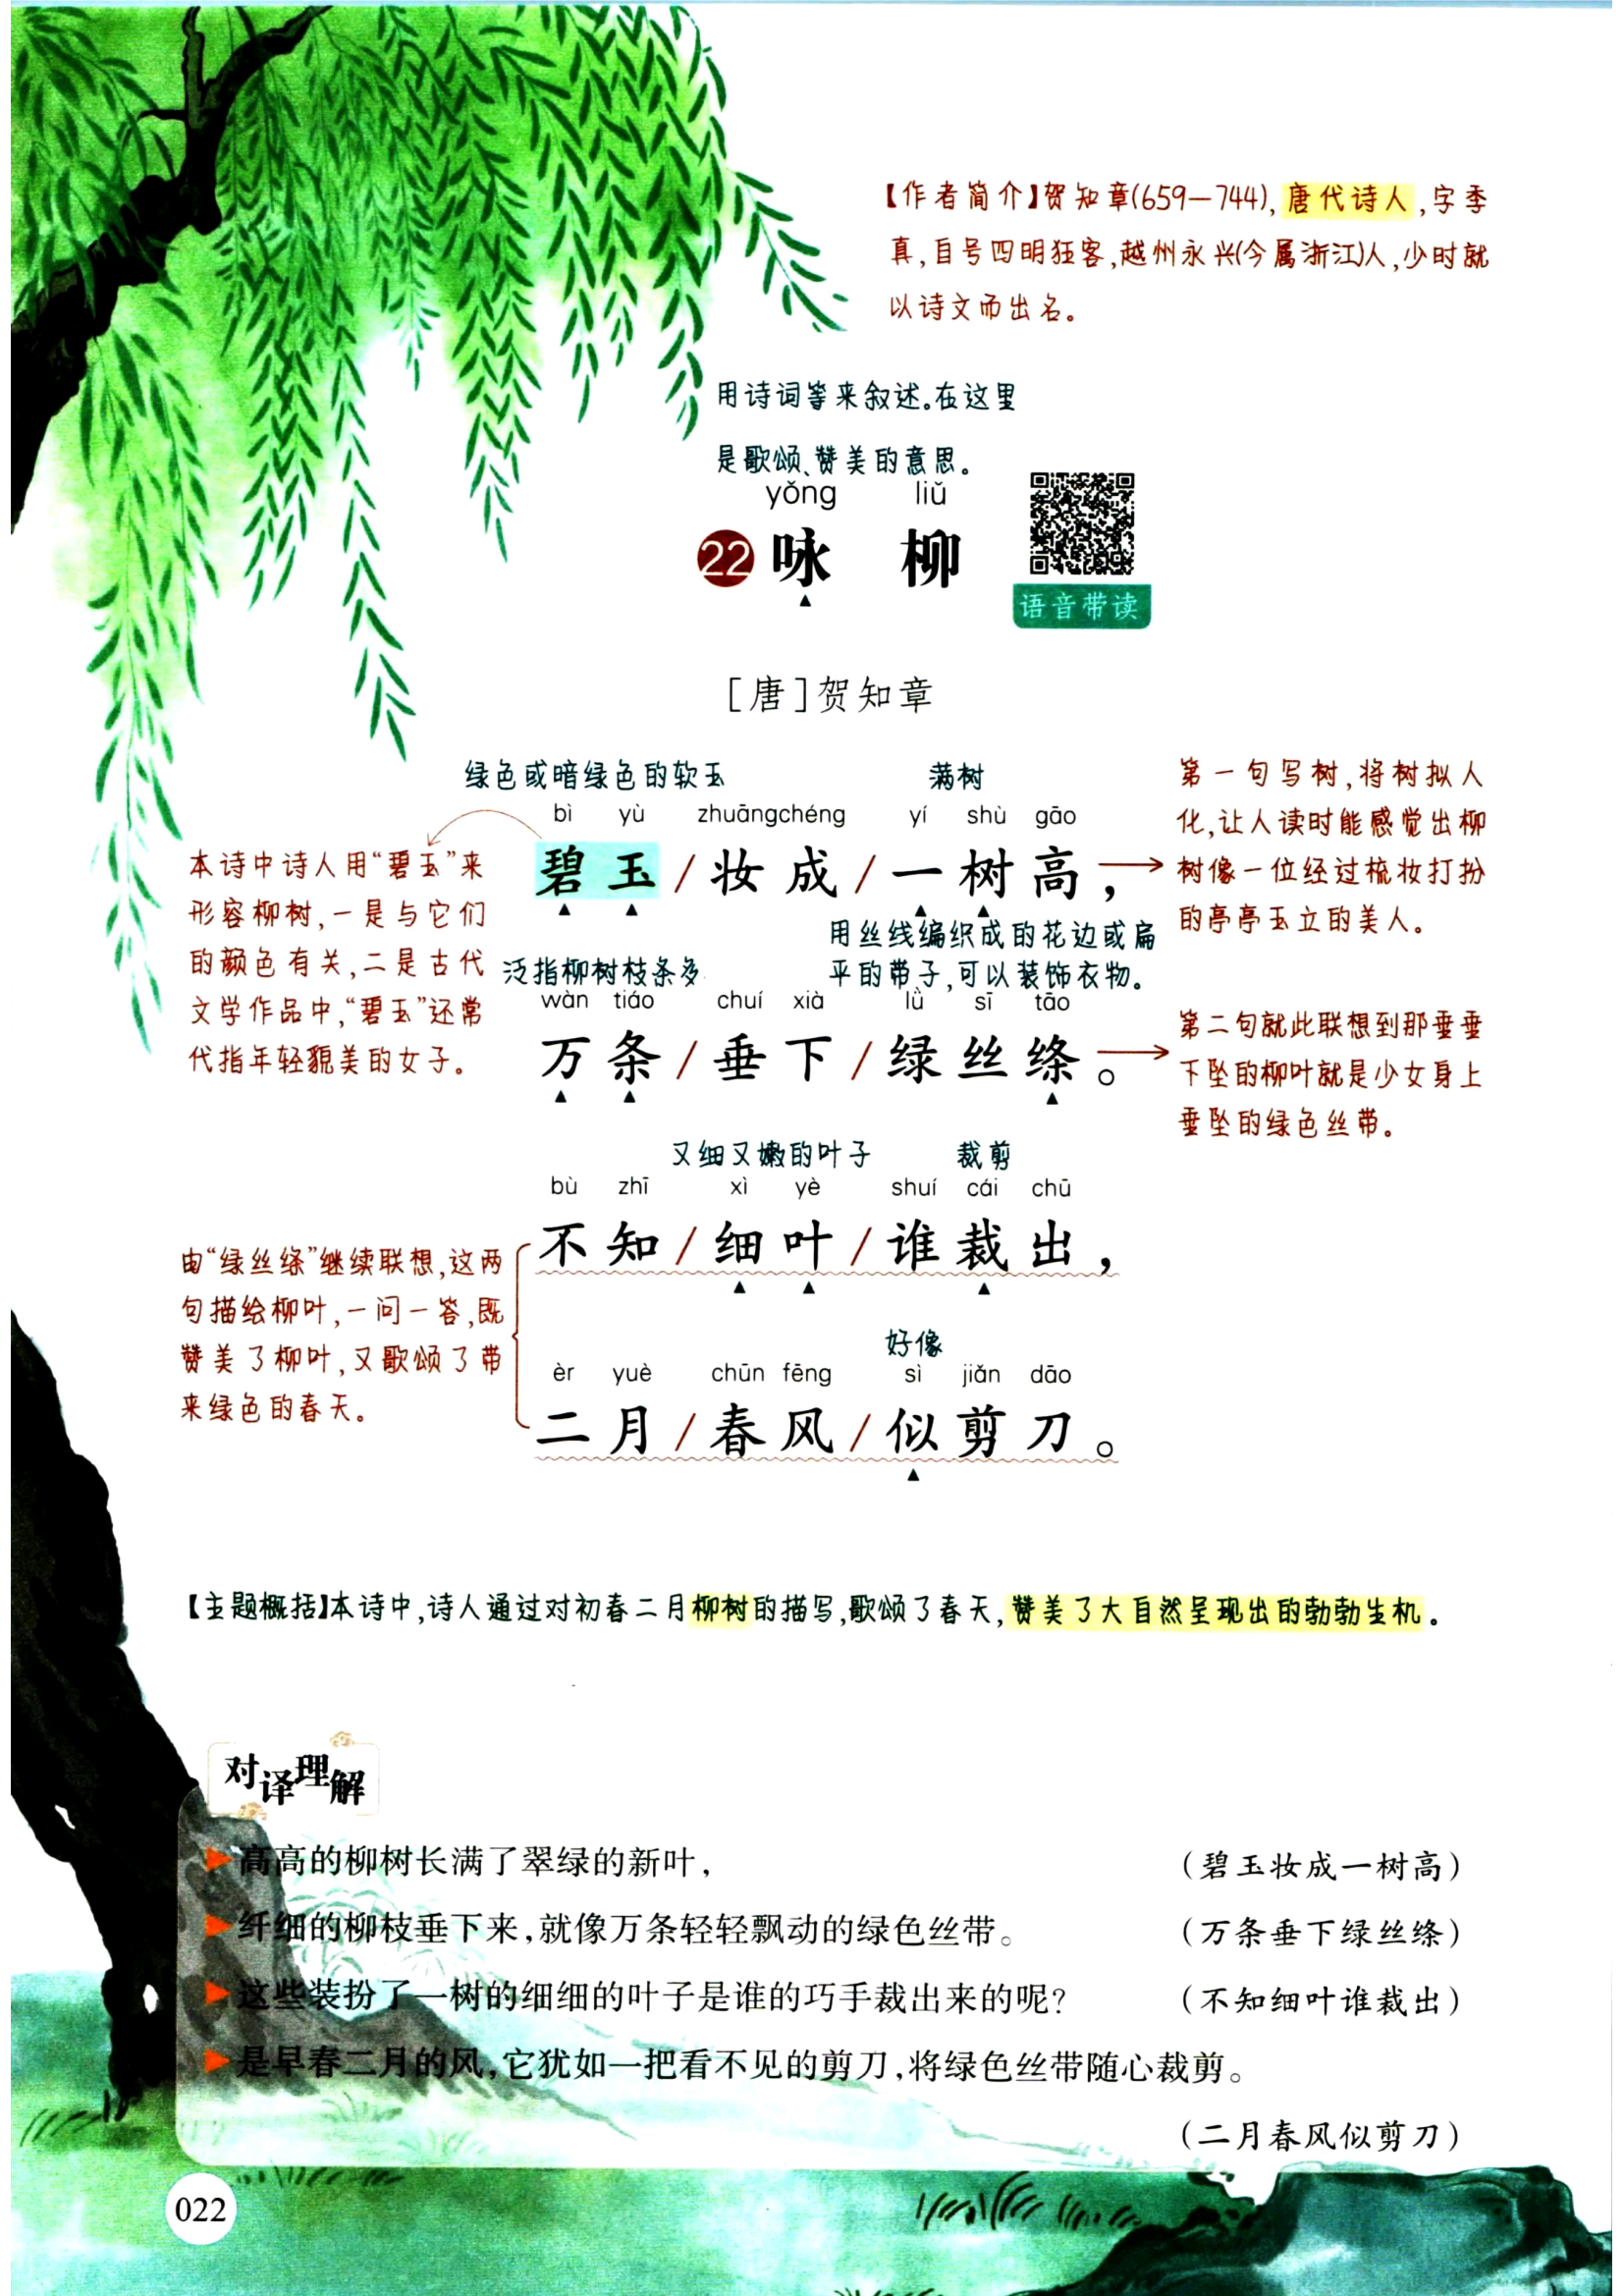 【作者简介】贺知章(659—744),唐代诗人,字季
真,自号四明狂客,越州永兴(今属浙江)人,少时就
以诗文而出名。
用诗词等来叙述。在这里
是歌颂、赞美的意思。
yǒng liǔ
22 咏 柳
语音带读
[唐]贺知章
绿色或暗绿色的软玉 满树
bì yù zhuāngchéng yí shù gāo
碧玉/妆成/一树高,
第一句写树,将树拟人
化,让人读时能感觉出柳
树像一位经过梳妆打扮
的亭亭玉立的美人。
本诗中诗人用“碧玉”来
形容柳树,一是与它们
的颜色有关,二是古代
文学作品中,“碧玉”还常
代指年轻貌美的女子。
泛指柳树枝条多
用丝线编织成的花边或扁
平的带子,可以装饰衣物。
wàn tiáo chuí xià lǜ sī tāo
万条/垂下/绿丝绦。
第二句就此联想到那垂垂
下坠的柳叶就是少女身上
垂坠的绿色丝带。
又细又嫩的叶子 裁剪
bù zhī xì yè shuí cái chū
不知/细叶/谁裁出,
由“绿丝绦”继续联想,这两
句描绘柳叶,一问一答,既
赞美了柳叶,又歌颂了带
来绿色的春天。
好像
èr yuè chūn fēng sì jiǎn dāo
二月/春风/似剪刀。
【主题概括】本诗中,诗人通过对初春二月柳树的描写,歌颂了春天,赞美了大自然呈现出的勃勃生机。
对译理解
高高的柳树长满了翠绿的新叶, (碧玉妆成一树高)
纤细的柳枝垂下来,就像万条轻轻飘动的绿色丝带。 (万条垂下绿丝绦)
这些装扮了一树的细细的叶子是谁的巧手裁出来的呢? (不知细叶谁裁出)
是早春二月的风,它犹如一把看不见的剪刀,将绿色丝带随心裁剪。
(二月春风似剪刀)
022